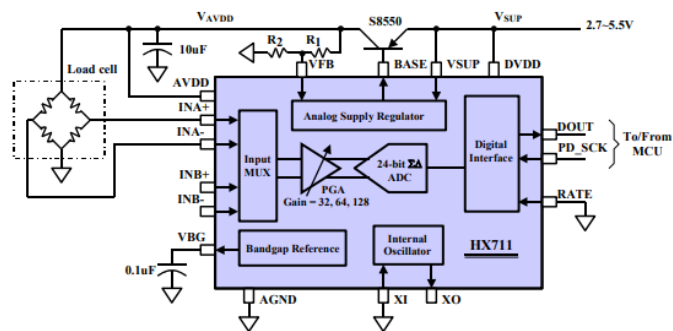 VAVDD S8550 VSUP 2.7~5.5V
10uF R2 R1
Load cell
VFB BASE VSUP DVDD
AVDD
INA+
INA-
INB+
INB-
VBG
0.1uF
Analog Supply Regulator
Input
MUX
PGA
Gain = 32, 64, 128
24-bit ΣΔ
ADC
Digital
Interface
DOUT
PD_SCK
To/From
MCU
RATE
Bandgap Reference
Internal
Oscillator
HX711
AGND XI XO